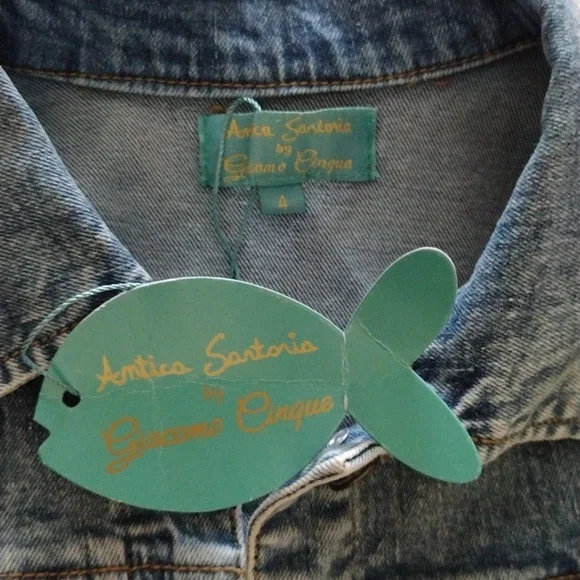 Antica Sartoria
by
Giacomo Cinque
4
Antica Sartoria
by
Giacomo Cinque